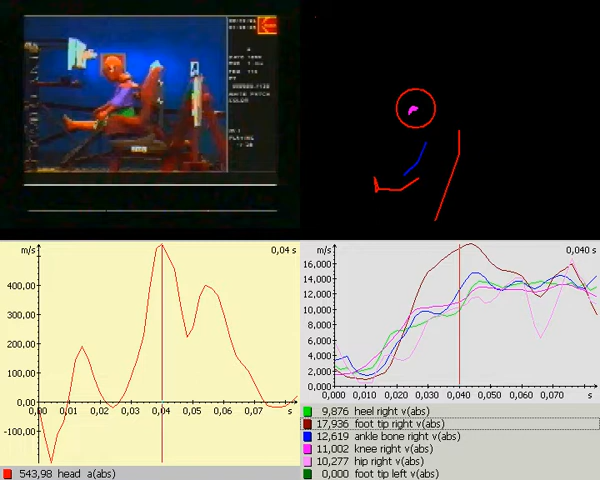 COLOR
m/s
0,04 s
400,00
300,00
200,00
100,00
0,00
-100,00
0,00
0,01
0,02
0,03
0,04
0,05
0,06
0,07
s
543,98 head a(abs)
m/s
0,040 s
16,000
14,000
12,000
10,000
8,000
6,000
4,000
2,000
0,000
0,000
0,010
0,020
0,030
0,040
0,050
0,060
0,070
s
9,876 heel right v(abs)
17,936 foot tip right v(abs)
12,619 ankle bone right v(abs)
11,002 knee right v(abs)
10,277 hip right v(abs)
0,000 foot tip left v(abs)